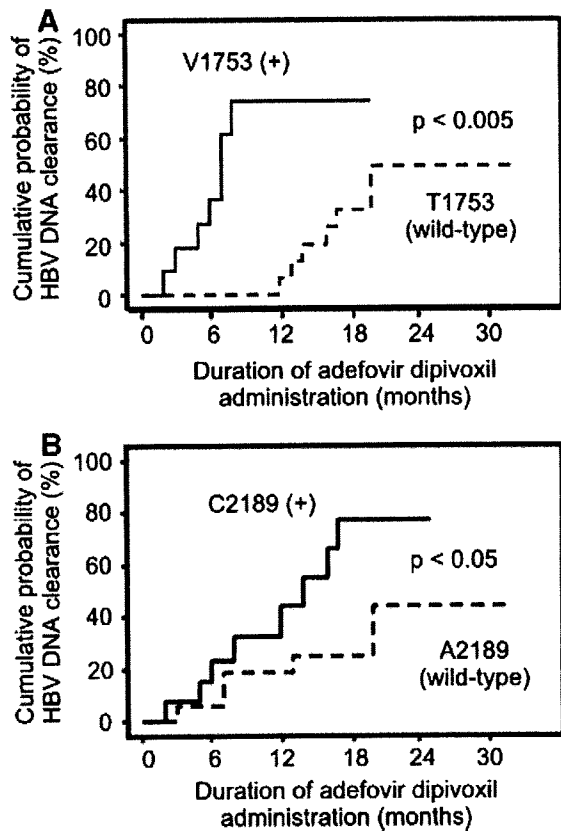 A
Cumulative probability of
HBV DNA clearance (%)
100
80
60
40
20
0
V1753 (+)
p < 0.005
T1753
(wild-type)
0 6 12 18 24 30
Duration of adefovir dipivoxil
administration (months)
B
Cumulative probability of
HBV DNA clearance (%)
100
80
60
40
20
0
C2189 (+)
p < 0.05
A2189
(wild-type)
0 6 12 18 24 30
Duration of adefovir dipivoxil
administration (months)